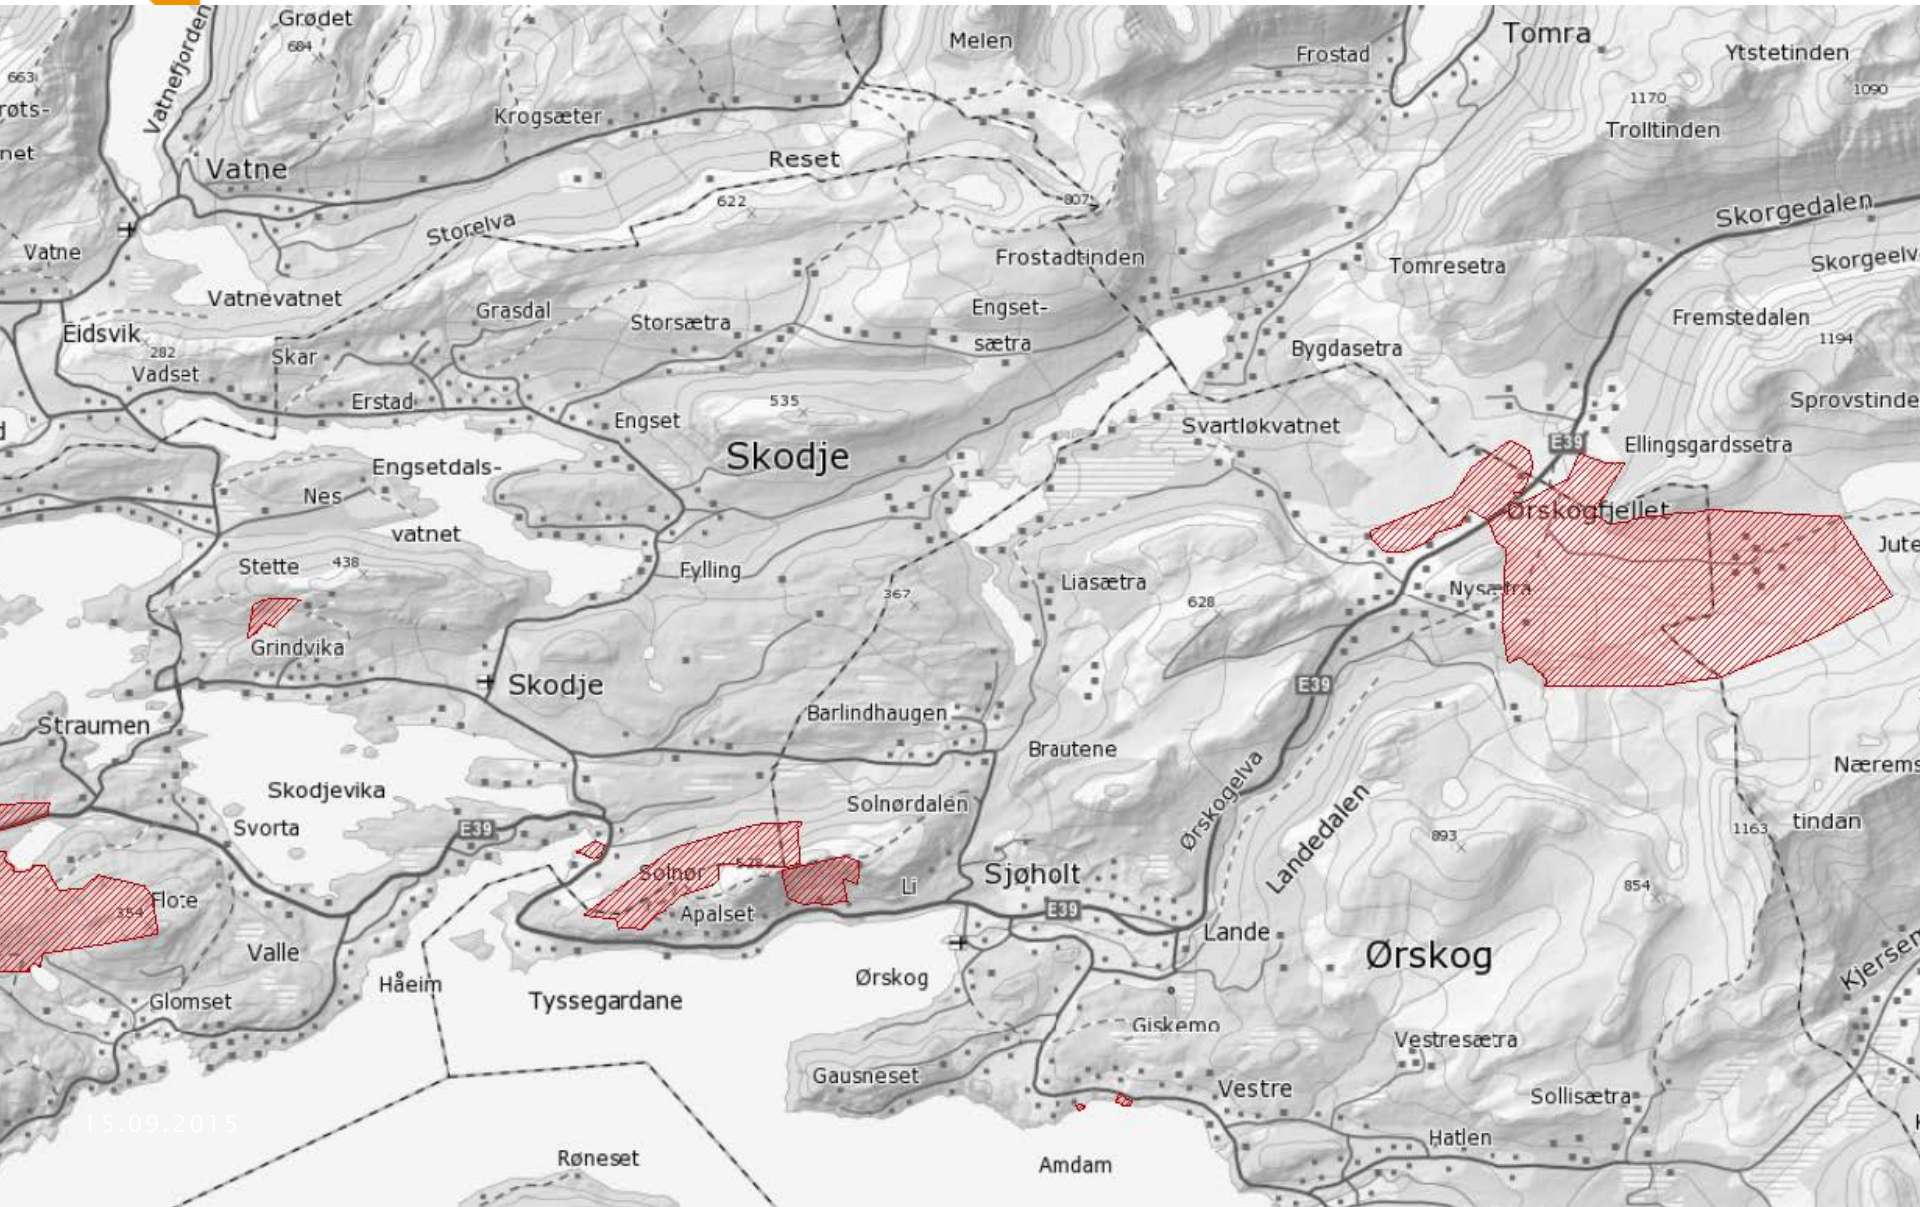 Grødet
684
Vatnefjorden
663
røts-
net
Melen
Frostad
Tomra
Ytstetinden
1090
1170
Trolltinden
Krogsæter
Vatne
Reset
622
807
Storelva
Skorgedalen
Vatne
Frostadtinden
Tomresetra
Skorgeelv
Vatnevatnet
Grasdal
Storsætra
Engset-
sætra
Fremstedalen
1194
Eidsvik
282
Vadset
Skar
Bygdasetra
Erstad
535
Engset
Sprovstinde
Svartløkvatnet
E39
Ellingsgardssetra
Skodje
Engsetdals-
Nes
vatnet
Ørskogfjellet
Jute
Stette
438
Fylling
367
Liasætra
628
Nysætra
Grindvika
Skodje
E39
Straumen
Barlindhaugen
Brautene
Nærems
Skodjevika
Solnørdalen
Ørskogelva
Landedalen
893
1163
tindan
Svorta
E39
Solnør
528
Li
Sjøholt
854
Flote
354
Apalset
E39
Lande
Valle
Ørskog
Håeim
Ørskog
Kjersem
Glomset
Tyssegardane
Giskemo
Vestresætra
Gausneset
Vestre
Sollisætra
15.09.2015
Hatlen
Røneset
Amdam